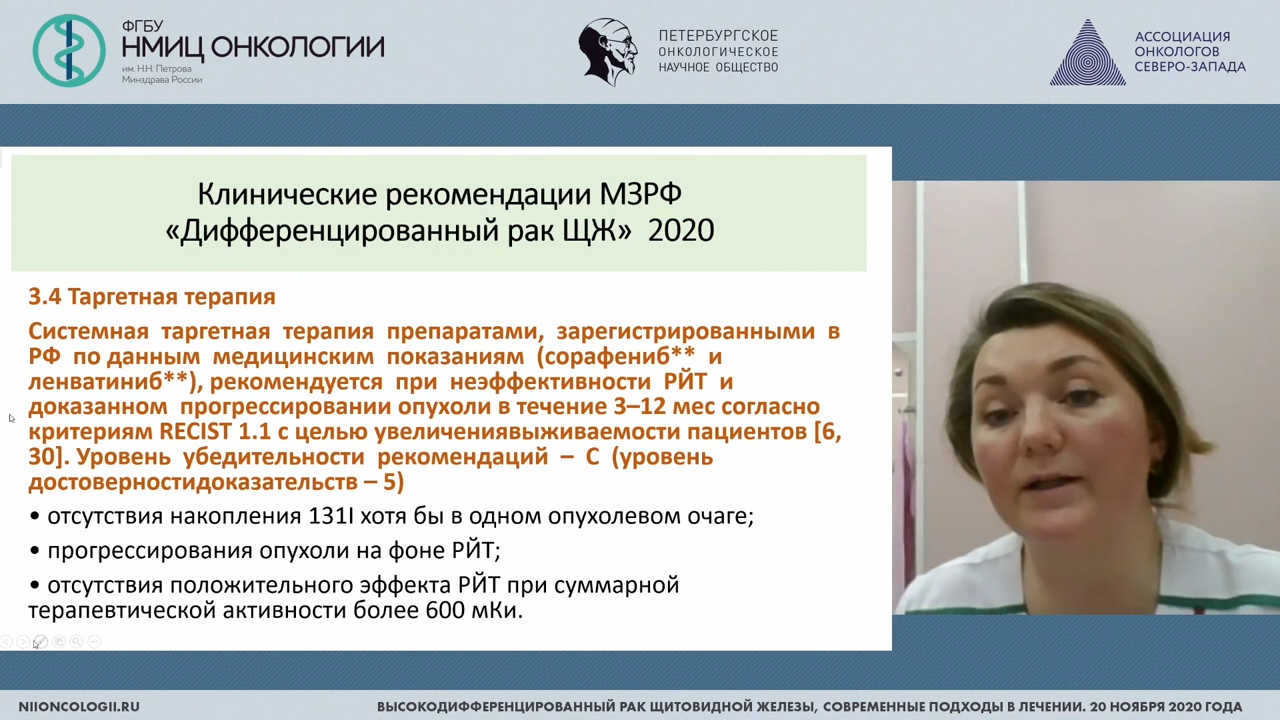 ФГБУ
НМИЦ ОНКОЛОГИИ
им. Н.Н. Петрова
Минздрава России
ПЕТЕРБУРГСКОЕ
ОНКОЛОГИЧЕСКОЕ
НАУЧНОЕ ОБЩЕСТВО
АССОЦИАЦИЯ
ОНКОЛОГОВ
СЕВЕРО-ЗАПАДА
Клинические рекомендации МЗРФ
«Дифференцированный рак ЩЖ» 2020
3.4 Таргетная терапия
Системная таргетная терапия препаратами, зарегистрированными в
РФ по данным медицинским показаниям (сорафениб** и
ленватиниб**), рекомендуется при неэффективности РЙТ и
доказанном прогрессировании опухоли в течение 3–12 мес согласно
критериям RECIST 1.1 с целью увеличениявыживаемости пациентов [6,
30]. Уровень убедительности рекомендаций – С (уровень
достоверностидоказательств – 5)
• отсутствия накопления 131I хотя бы в одном опухолевом очаге;
• прогрессирования опухоли на фоне РЙТ;
• отсутствия положительного эффекта РЙТ при суммарной
терапевтической активности более 600 мКи.
NIIONCOLOGII.RU
ВЫСОКОДИФФЕРЕНЦИРОВАННЫЙ РАК ЩИТОВИДНОЙ ЖЕЛЕЗЫ, СОВРЕМЕННЫЕ ПОДХОДЫ В ЛЕЧЕНИИ. 20 НОЯБРЯ 2020 ГОДА